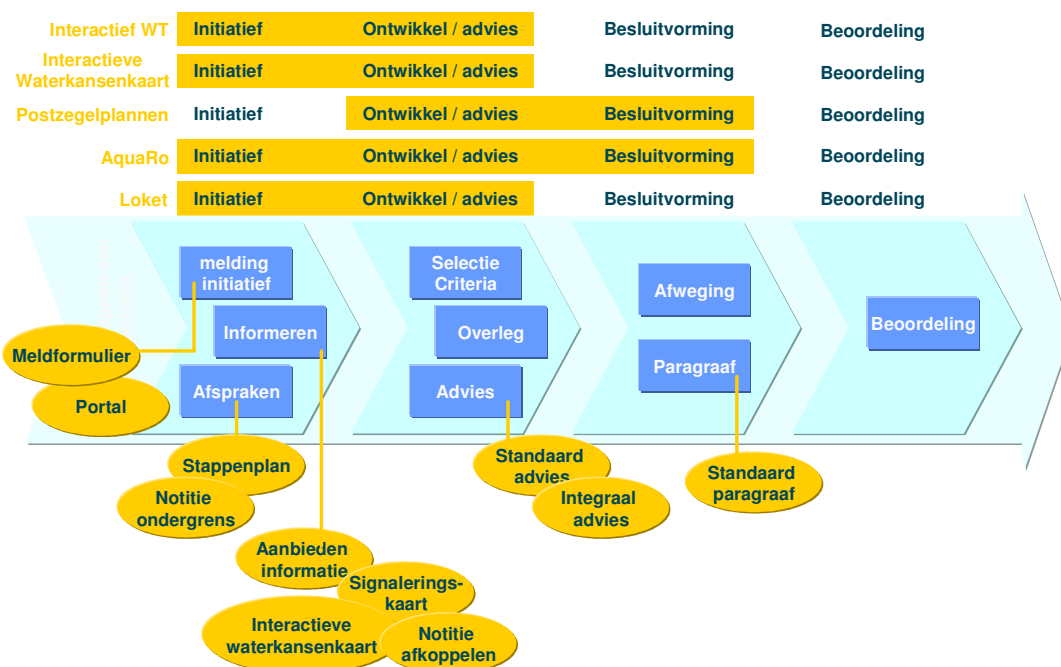 Interactief WT Initiatief Ontwikkel / advies Besluitvorming Beoordeling
Interactieve
Waterkansenkaart Initiatief Ontwikkel / advies Besluitvorming Beoordeling
Postzegelplannen Initiatief Ontwikkel / advies Besluitvorming Beoordeling
AquaRo Initiatief Ontwikkel / advies Besluitvorming Beoordeling
Loket Initiatief Ontwikkel / advies Besluitvorming Beoordeling
melding
initiatief
Informeren
Afspraken
Selectie
Criteria
Overleg
Advies
Afweging
Paragraaf
Beoordeling
Meldformulier
Portal
Stappenplan
Notitie
ondergrens
Aanbieden
informatie
Signalerings-
kaart
Interactieve
waterkansenkaart
Notitie
afkoppelen
Standaard
advies
Integraal
advies
Standaard
paragraaf